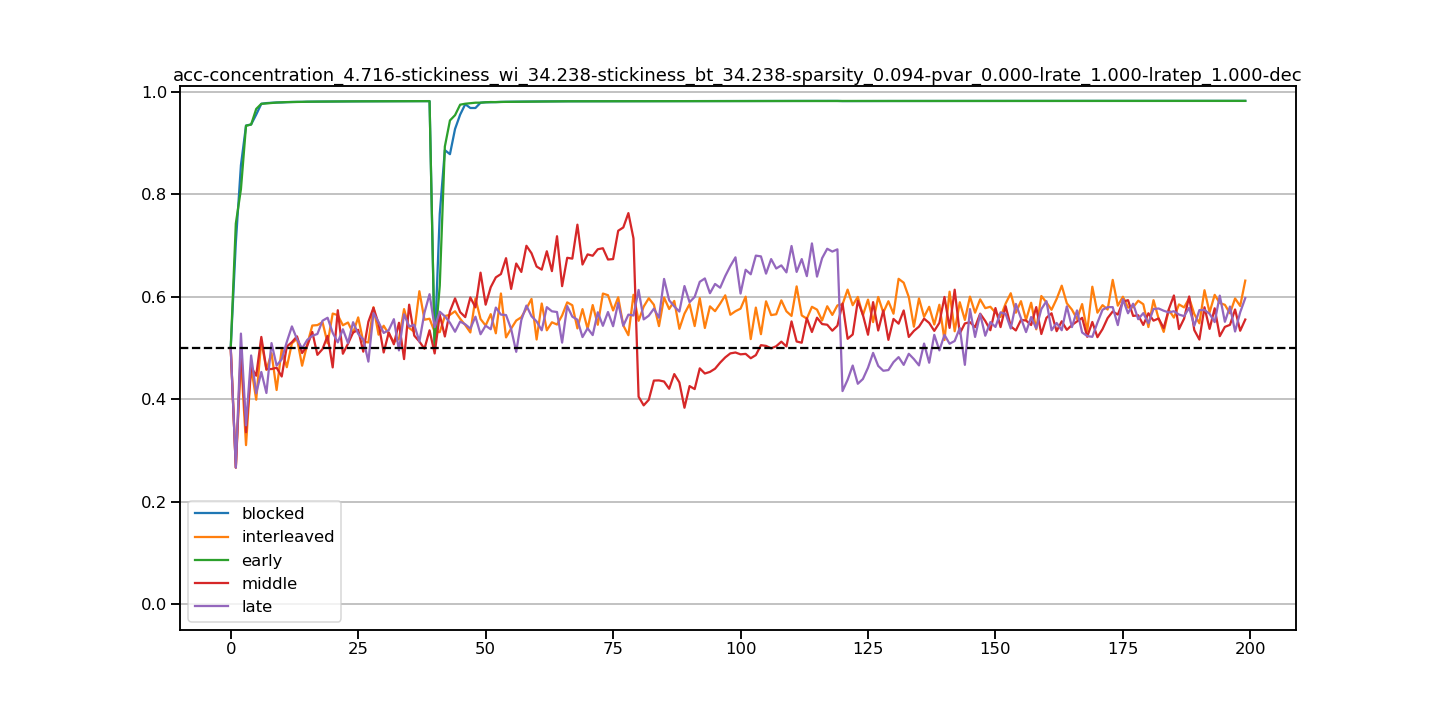 acc-concentration_4.716-stickiness_wi_34.238-stickiness_bt_34.238-sparsity_0.094-pvar_0.000-lrate_1.000-lratep_1.000-dec
1.0
0.8
0.6
0.4
0.2
0.0
blocked
interleaved
early
middle
late
0 25 50 75 100 125 150 175 200